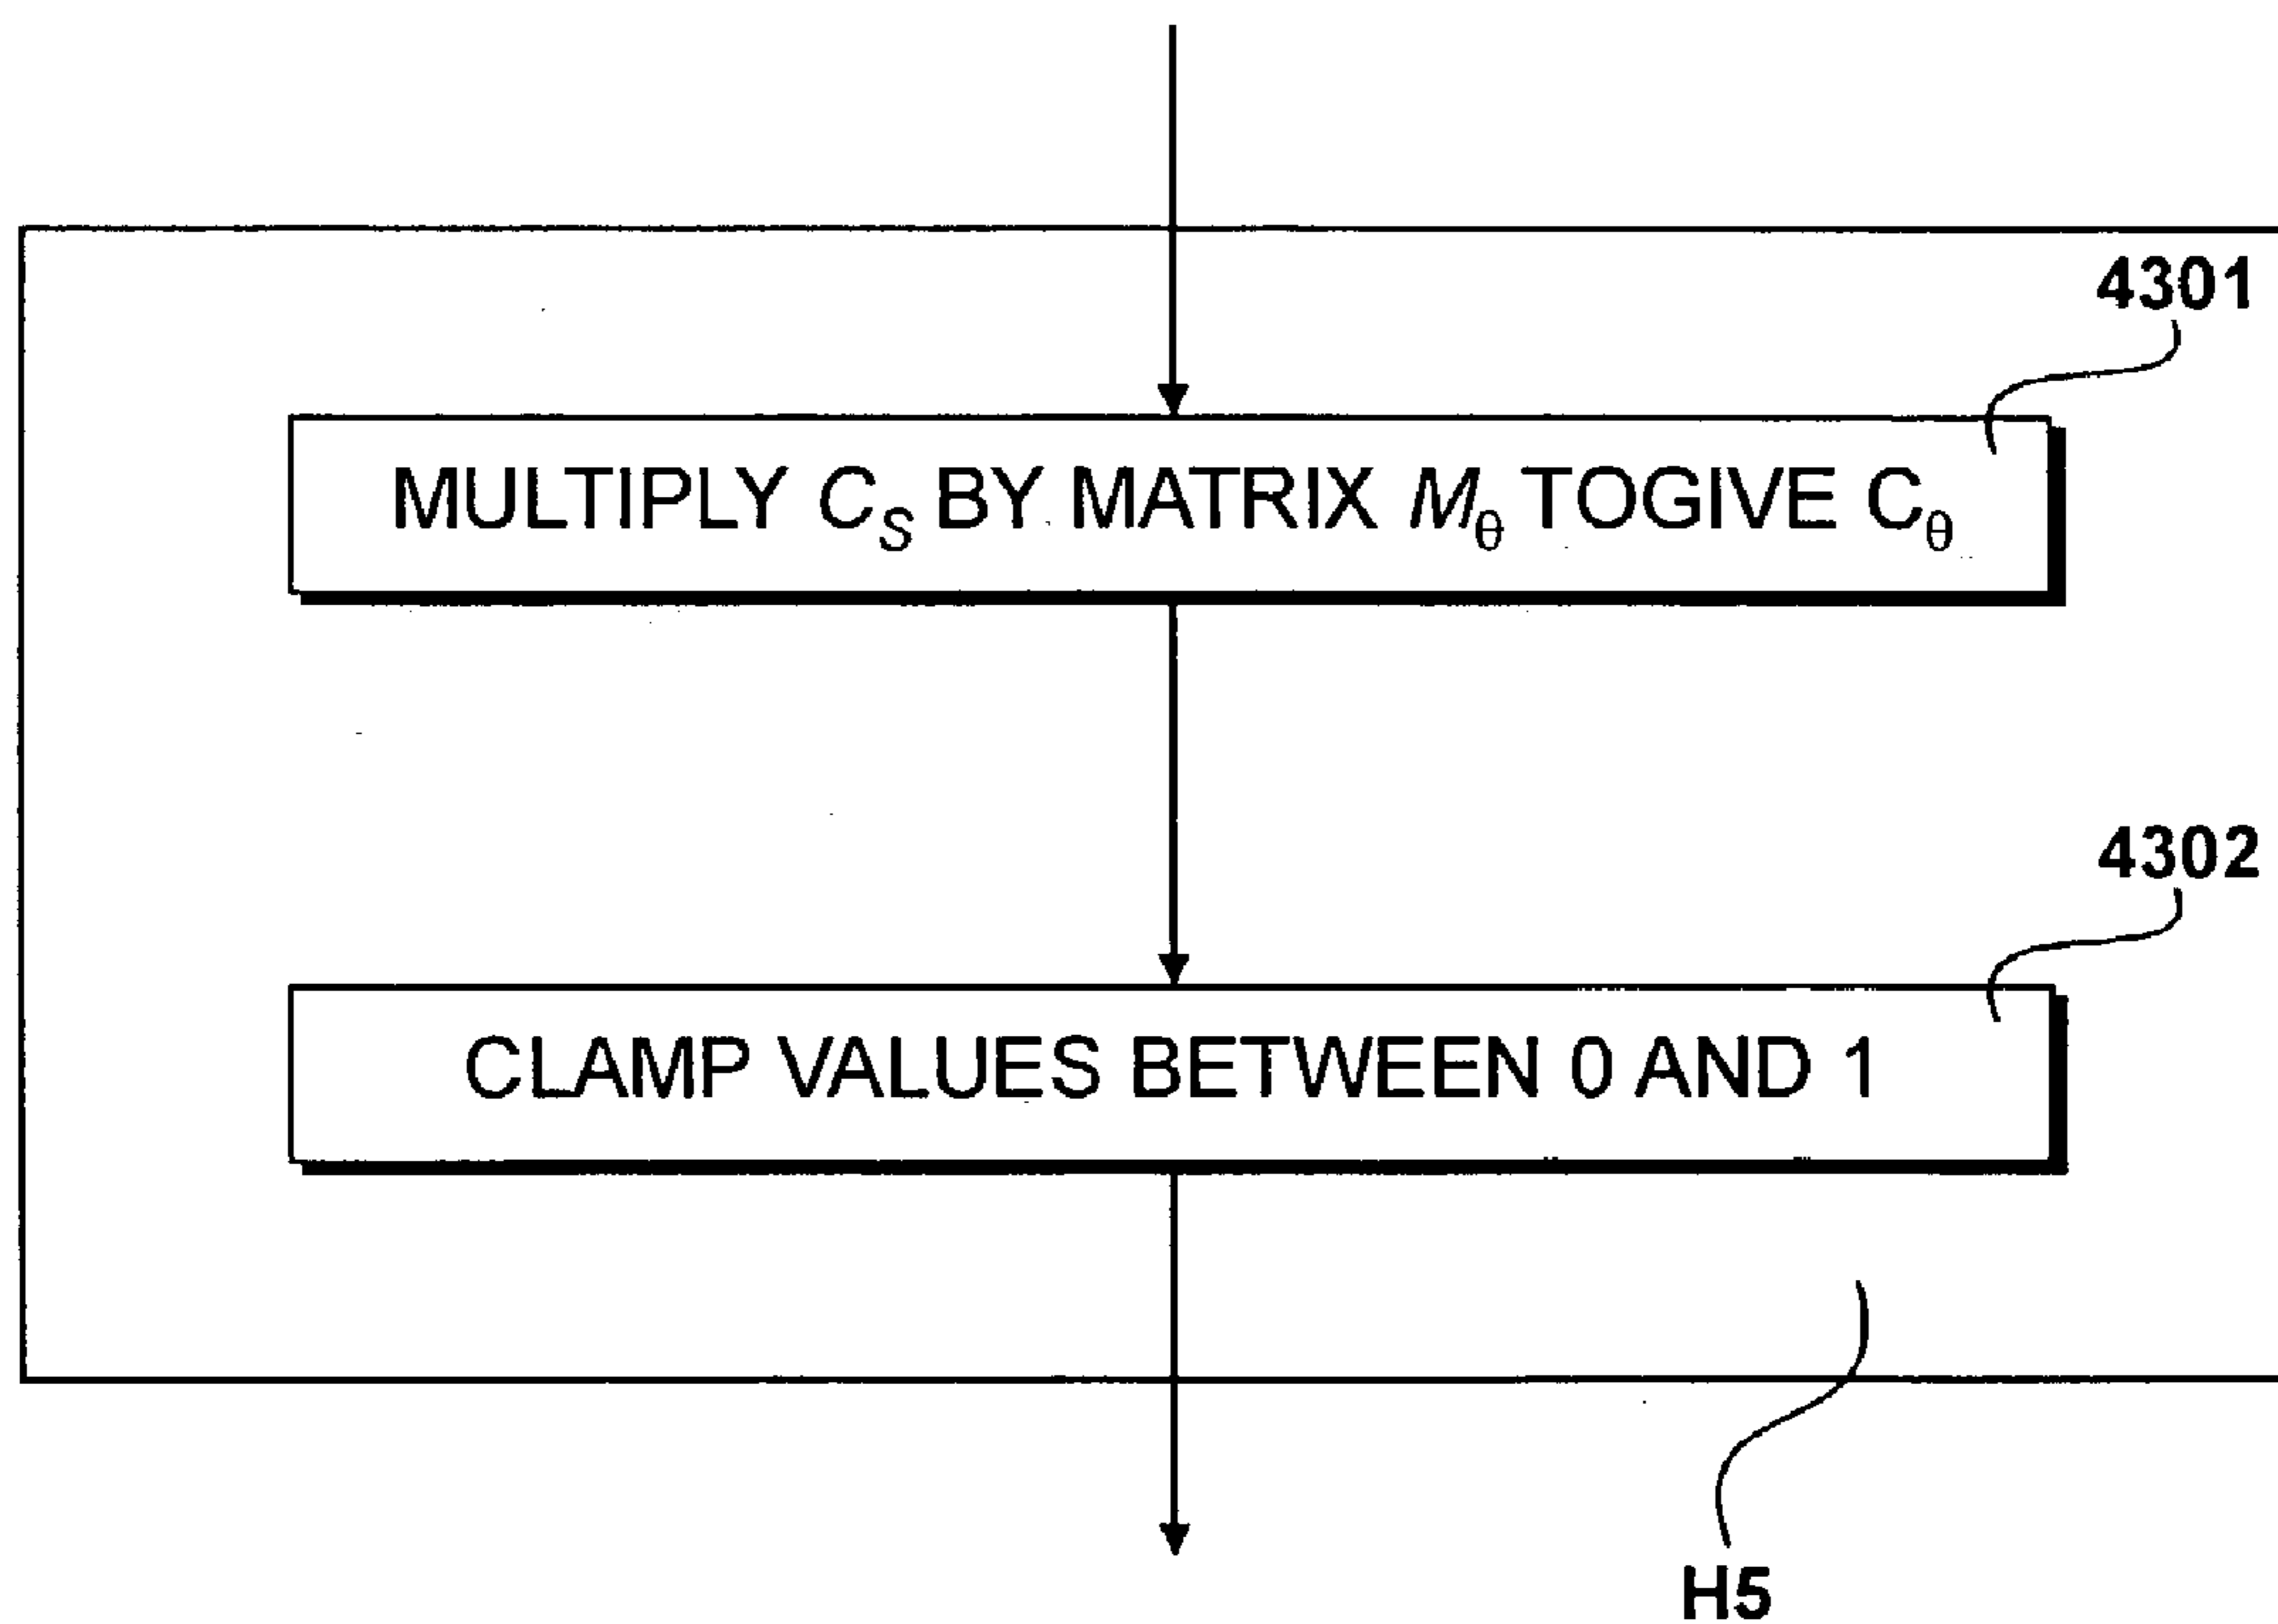 4301
MULTIPLY C_S BY MATRIX M_θ TOGIVE C_θ
4302
CLAMP VALUES BETWEEN 0 AND 1
H5